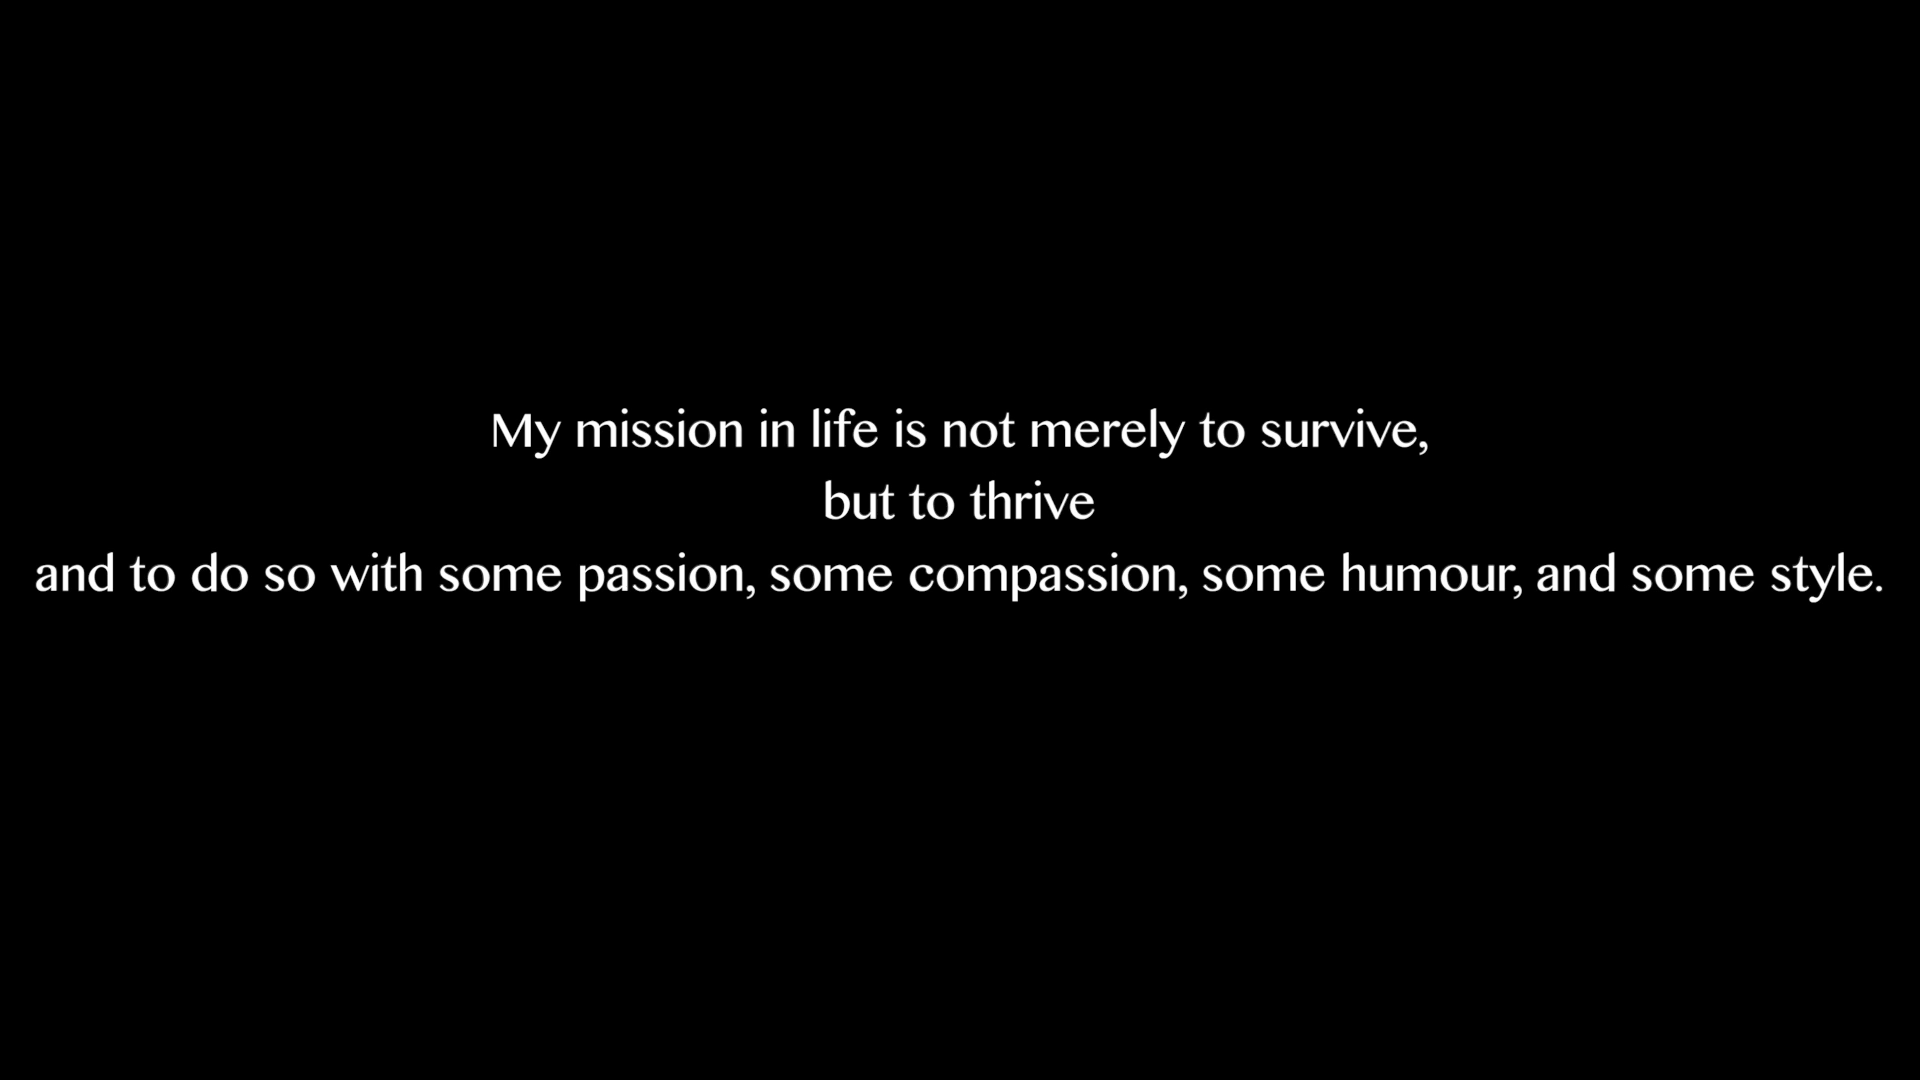 My mission in life is not merely to survive,
but to thrive
and to do so with some passion, some compassion, some humour, and some style.